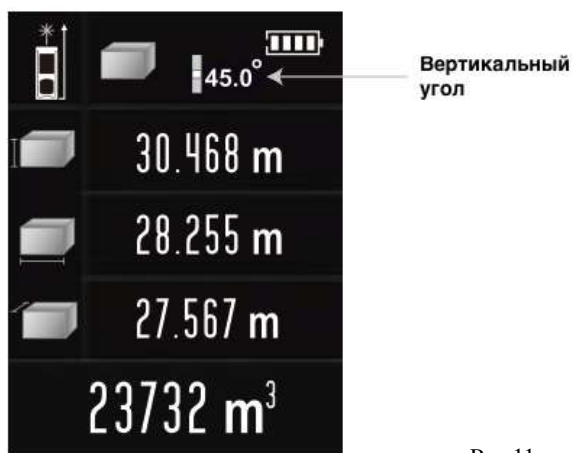 45.0°
Вертикальный
угол
30.468 m
28.255 m
27.567 m
23732 m³